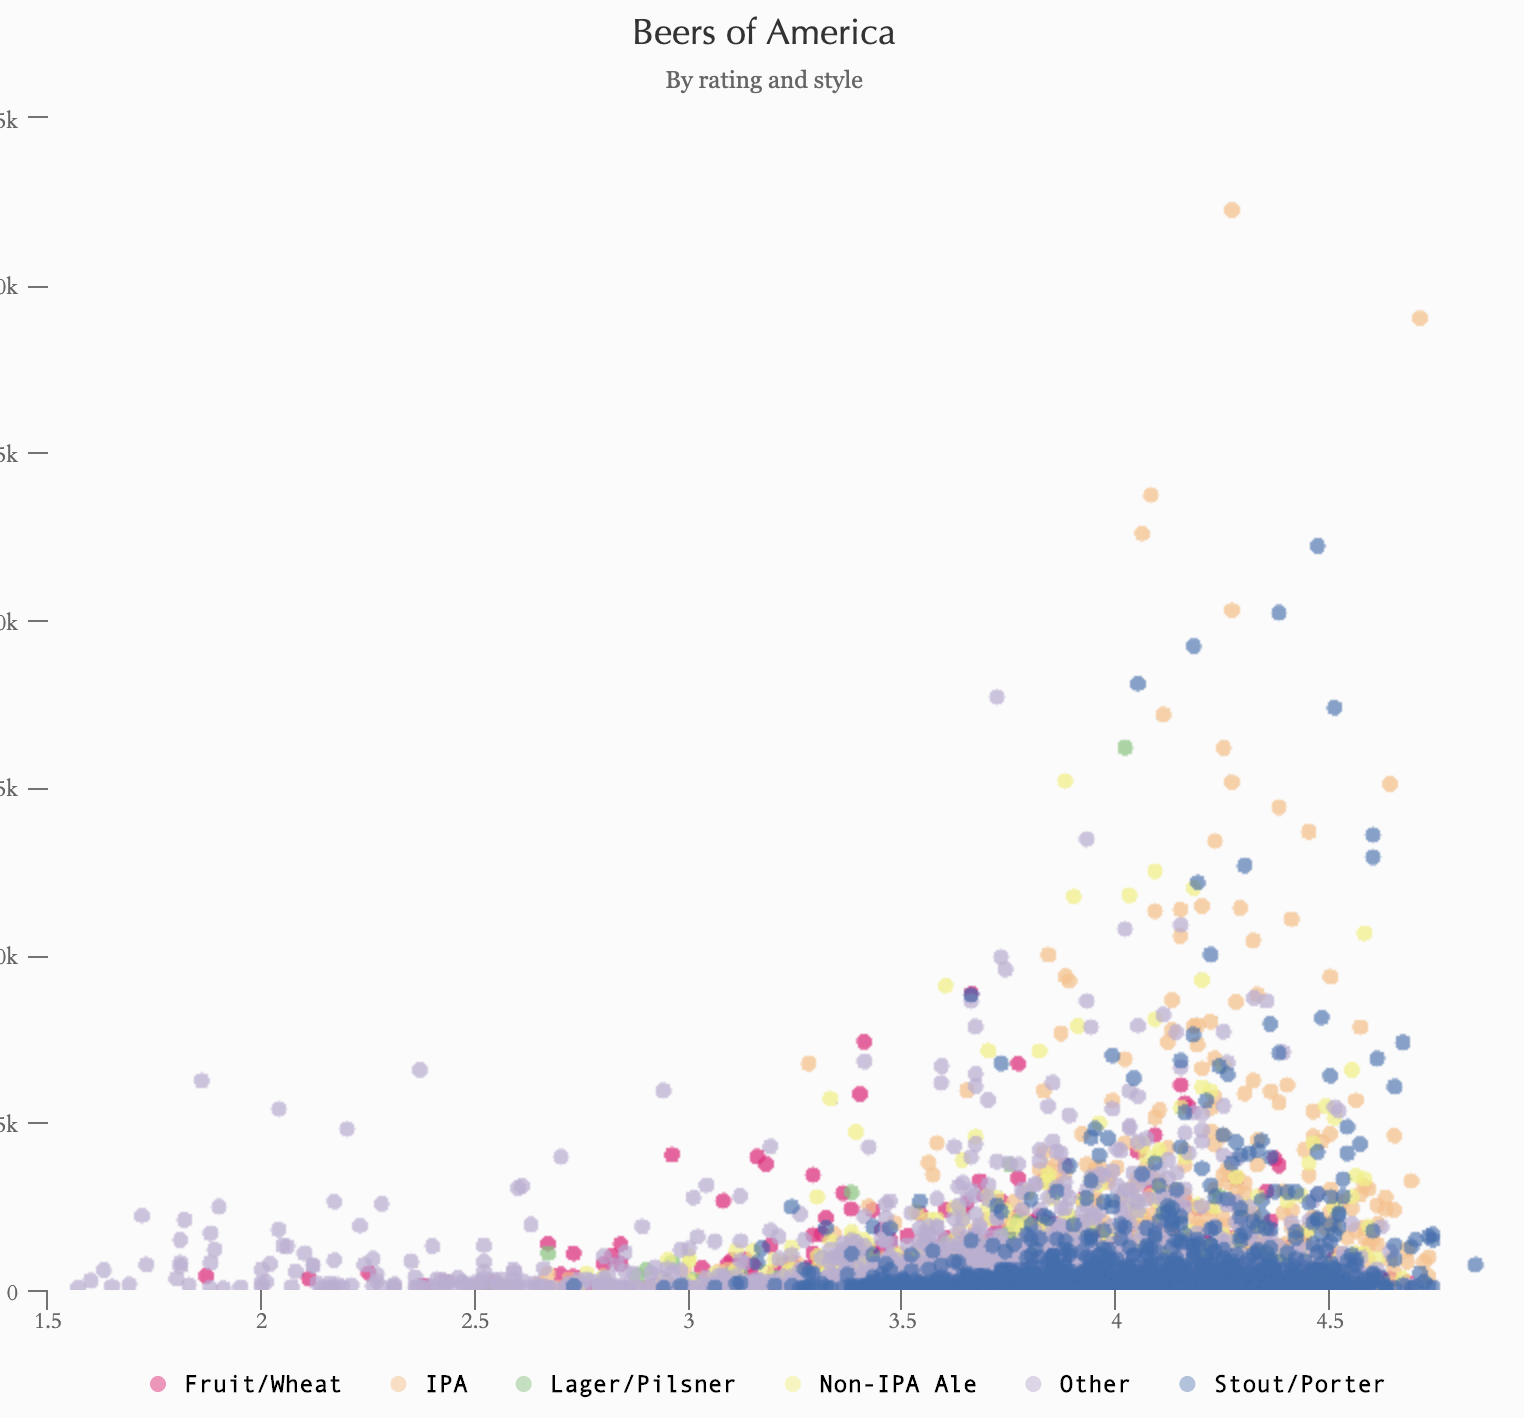 Beers of America
By rating and style
5k
0k
5k
0k
5k
0k
5k
0
1.5 2 2.5 3 3.5 4 4.5
Fruit/Wheat IPA Lager/Pilsner Non-IPA Ale Other Stout/Porter